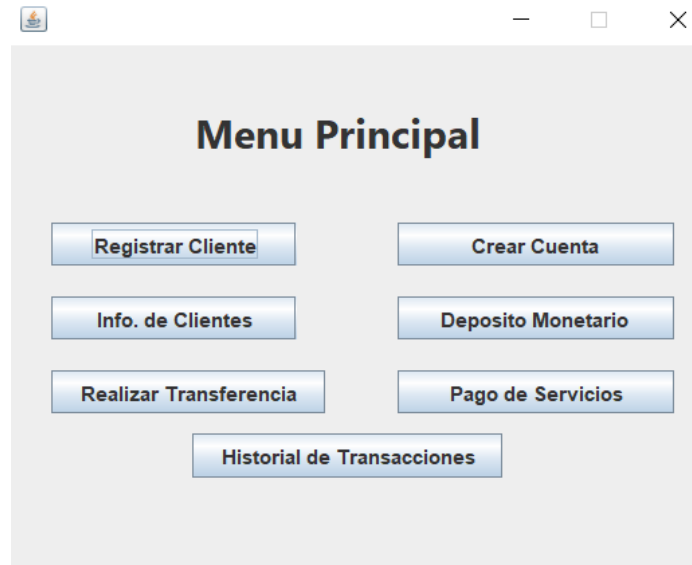 Menu Principal
Registrar Cliente
Crear Cuenta
Info. de Clientes
Deposito Monetario
Realizar Transferencia
Pago de Servicios
Historial de Transacciones